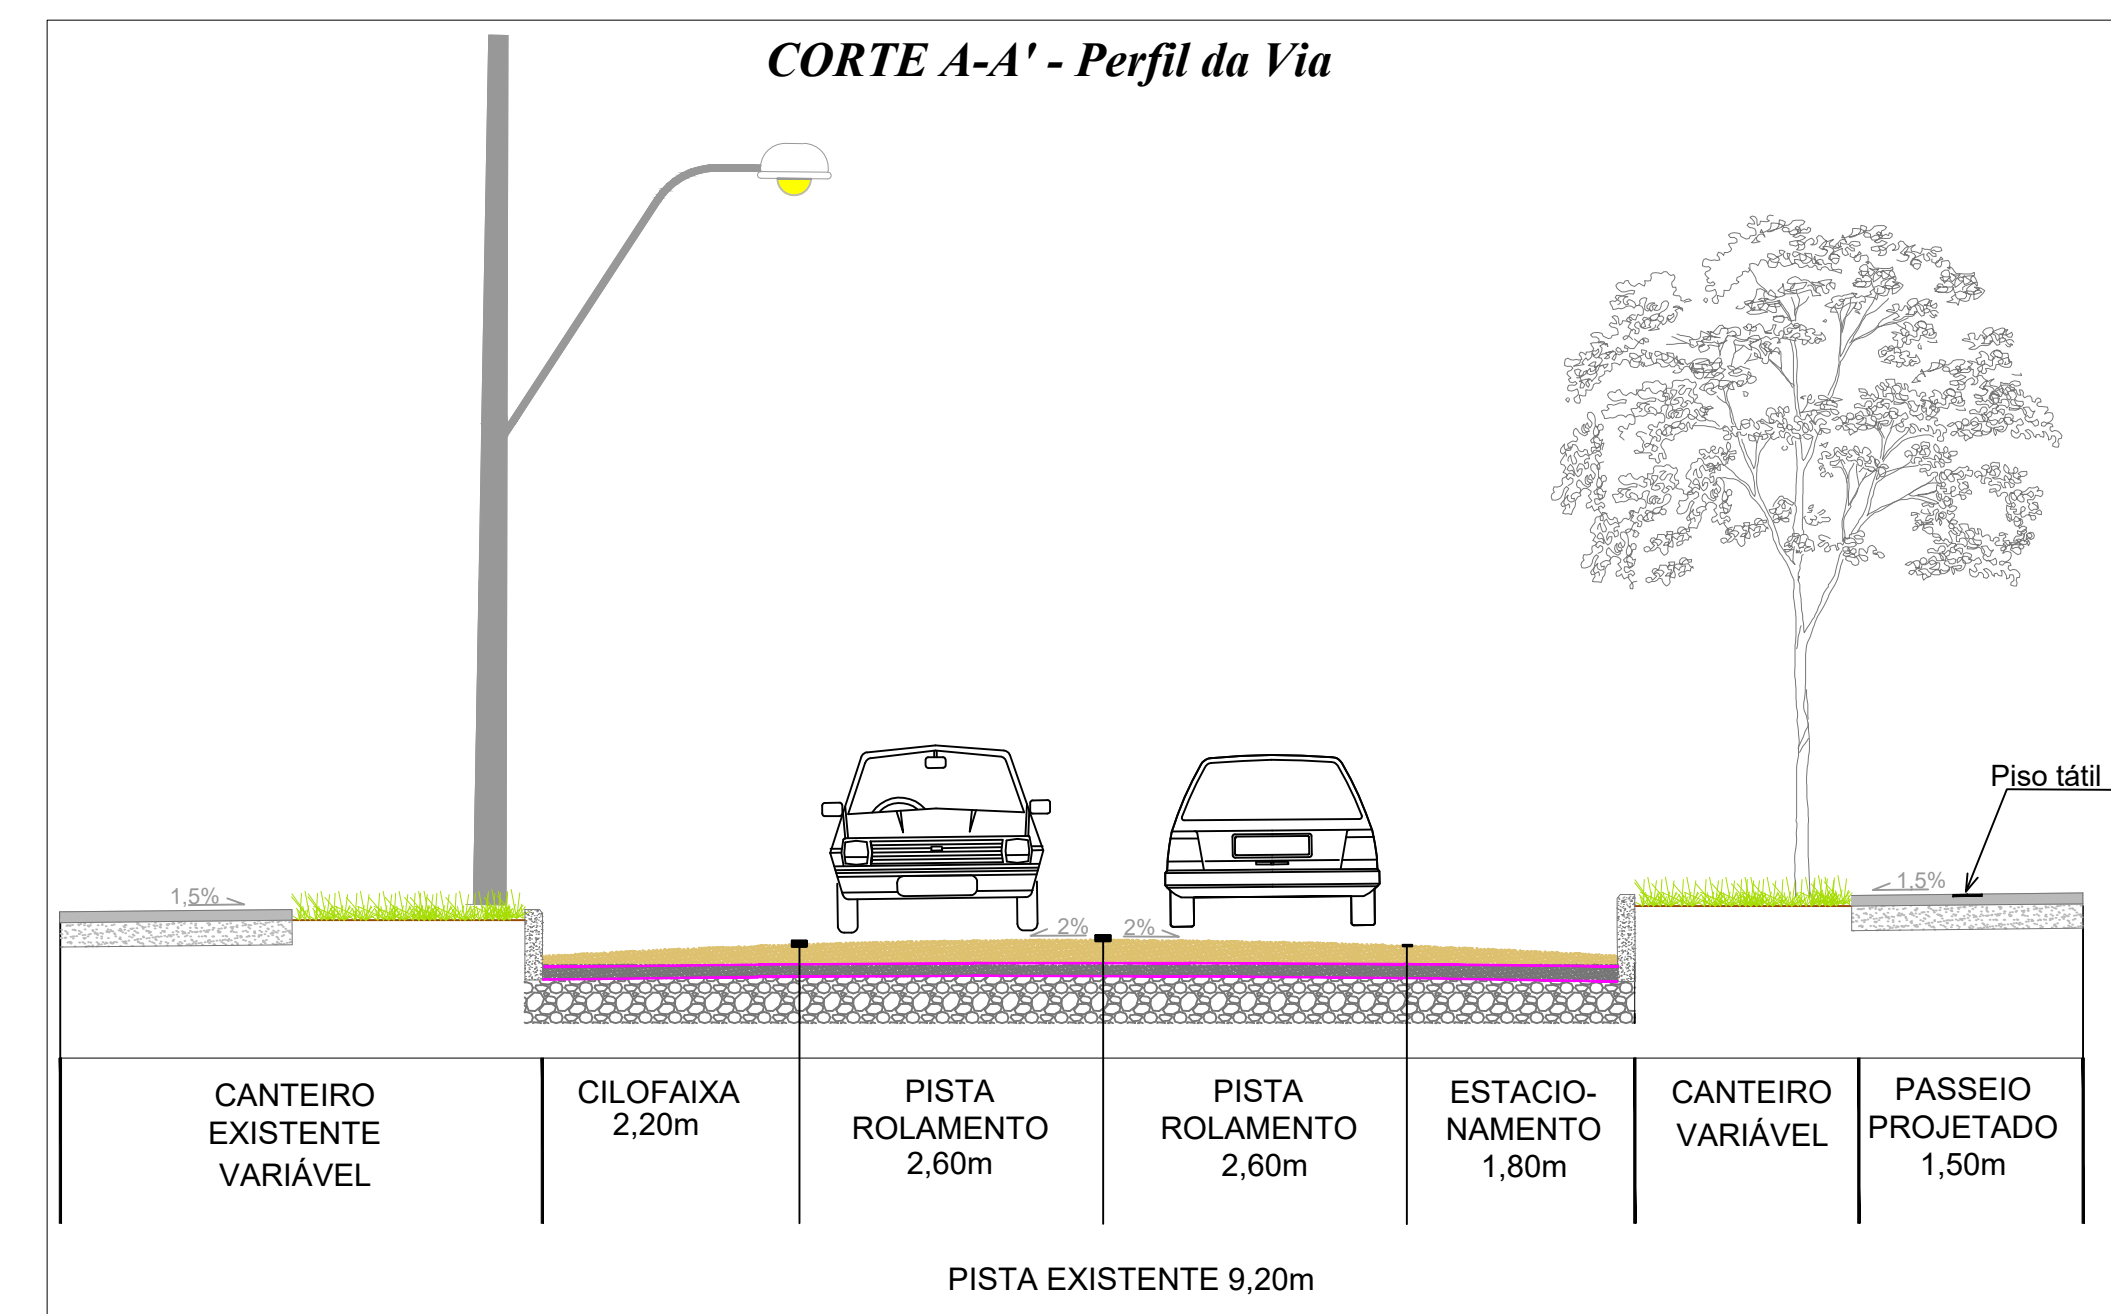 CORTE A-A' - Perfil da Via
Piso tátil
1,5%
1,5%
2%
2%
CANTEIRO
EXISTENTE
VARIÁVEL
CILOFAIXA
2,20m
PISTA
ROLAMENTO
2,60m
PISTA
ROLAMENTO
2,60m
ESTACIO-
NAMENTO
1,80m
CANTEIRO
VARIÁVEL
PASSEIO
PROJETADO
1,50m
PISTA EXISTENTE 9,20m